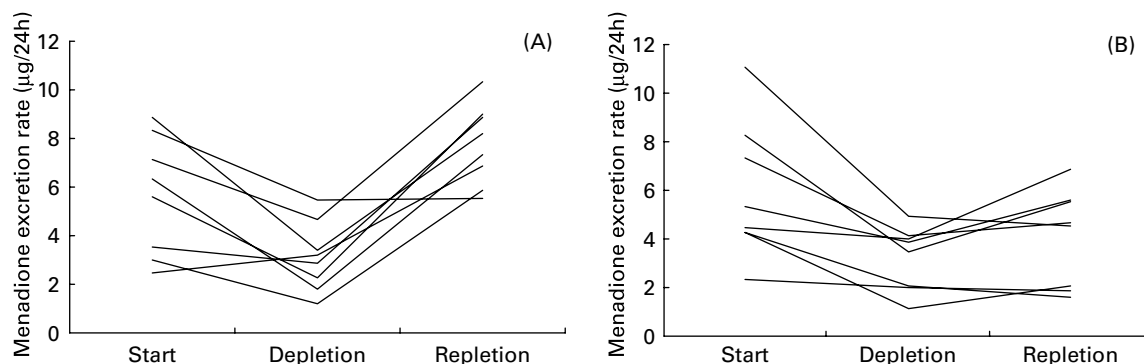 Menadione excretion rate (μg/24h)
(A)
12
10
8
6
4
2
0
Start Depletion Repletion
Menadione excretion rate (μg/24h)
(B)
12
10
8
6
4
2
0
Start Depletion Repletion